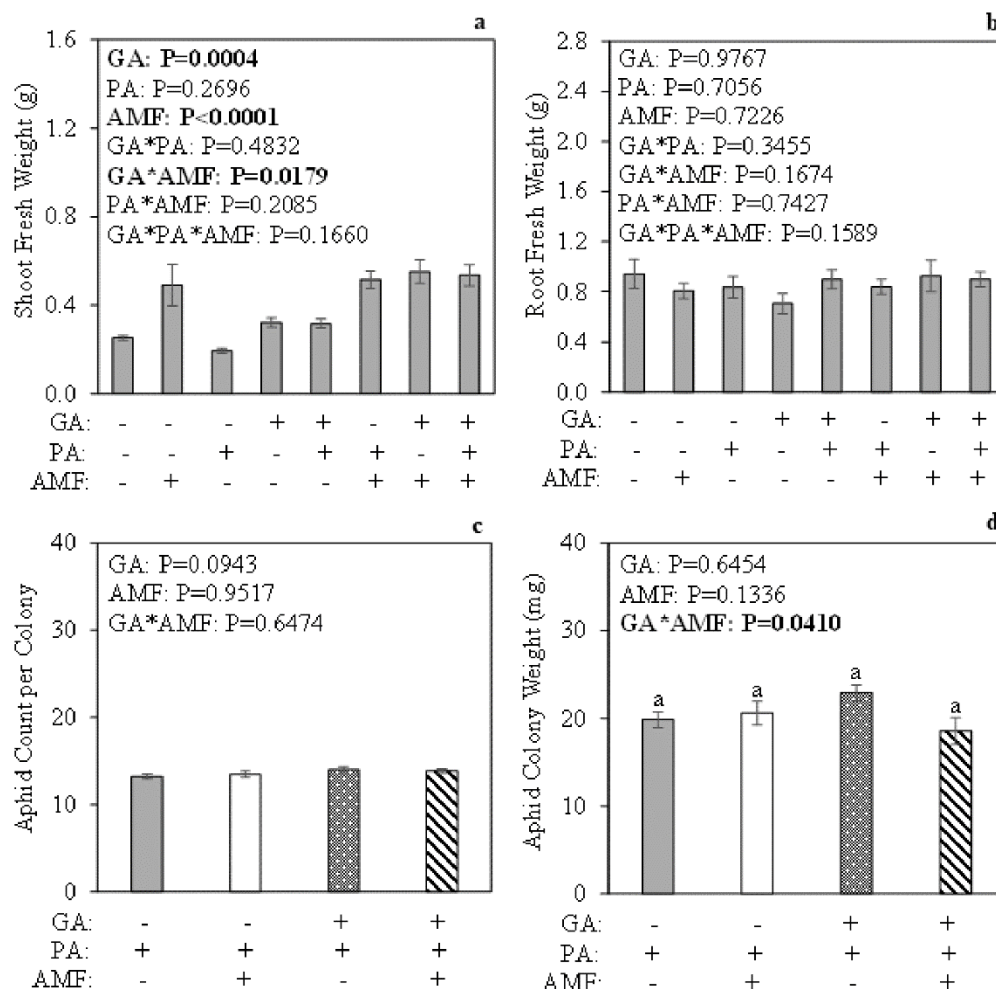 a
Shoot Fresh Weight (g)
1.6
1.2
0.8
0.4
0.0
GA: P=0.0004
PA: P=0.2696
AMF: P<0.0001
GA*PA: P=0.4832
GA*AMF: P=0.0179
PA*AMF: P=0.2085
GA*PA*AMF: P=0.1660
GA: - - - + + - + +
PA: - - + - + + - +
AMF: - + - - - + + +
b
Root Fresh Weight (g)
2.8
2.4
2.0
1.6
1.2
0.8
0.4
0.0
GA: P=0.9767
PA: P=0.7056
AMF: P=0.7226
GA*PA: P=0.3455
GA*AMF: P=0.1674
PA*AMF: P=0.7427
GA*PA*AMF: P=0.1589
GA: - - - + + - + +
PA: - - + - + + - +
AMF: - + - - - + + +
c
Aphid Count per Colony
40
30
20
10
0
GA: P=0.0943
AMF: P=0.9517
GA*AMF: P=0.6474
GA: - - + +
PA: + + + +
AMF: - + - +
d
Aphid Colony Weight (mg)
40
30
20
10
0
GA: P=0.6454
AMF: P=0.1336
GA*AMF: P=0.0410
a a a a
GA: - - + +
PA: + + + +
AMF: - + - +